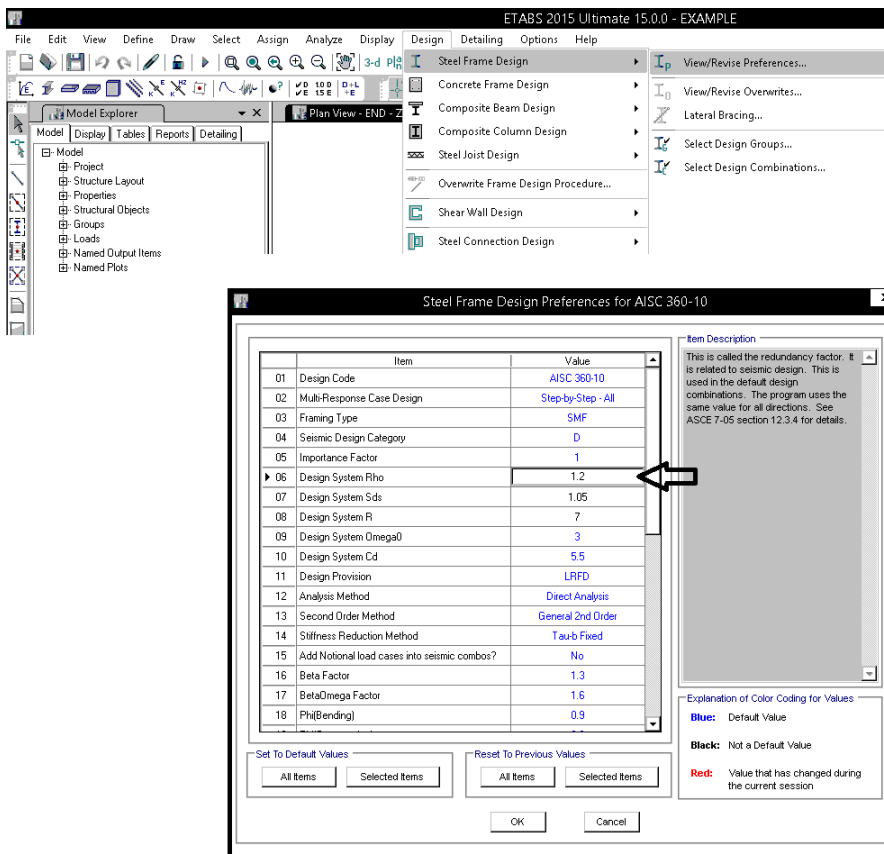 ETABS 2015 Ultimate 15.0.0 - EXAMPLE
File Edit View Define Draw Select Assign Analyze Display Design Detailing Options Help
3-d
Model Explorer
Model Display Tables Reports Detailing
Model
Project
Structure Layout
Properties
Structural Objects
Groups
Loads
Named Output Items
Named Plots
Plan View - END - Z
Steel Frame Design
Concrete Frame Design
Composite Beam Design
Composite Column Design
Steel Joist Design
Overwrite Frame Design Procedure...
Shear Wall Design
Steel Connection Design
View/Revise Preferences...
View/Revise Overwrites...
Lateral Bracing...
Select Design Groups...
Select Design Combinations...
Steel Frame Design Preferences for AISC 360-10
Item Value
01 Design Code AISC 360-10
02 Multi-Response Case Design Step-by-Step - All
03 Framing Type SMF
04 Seismic Design Category D
05 Importance Factor 1
06 Design System Rho 1.2
07 Design System Sds 1.05
08 Design System R 7
09 Design System Omega0 3
10 Design System Cd 5.5
11 Design Provision LRFD
12 Analysis Method Direct Analysis
13 Second Order Method General 2nd Order
14 Stiffness Reduction Method Tau-b Fixed
15 Add Notional load cases into seismic combos? No
16 Beta Factor 1.3
17 BetaOmega Factor 1.6
18 Phi(Bending) 0.9
Item Description
This is called the redundancy factor. It
is related to seismic design. This is
used in the default design
combinations. The program uses the
same value for all directions. See
ASCE 7-05 section 12.3.4 for details.
Explanation of Color Coding for Values
Blue: Default Value
Black: Not a Default Value
Red: Value that has changed during
the current session
Set To Default Values
All Items Selected Items
Reset To Previous Values
All Items Selected Items
OK Cancel